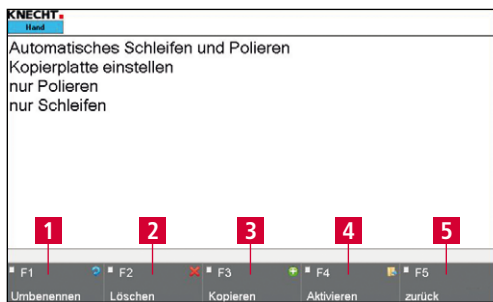 KNECHT
Hand
Automatisches Schleifen und Polieren
Kopierplatte einstellen
nur Polieren
nur Schleifen
1 2 3 4 5
F1 F2 F3 F4 F5
Umbenennen Löschen Kopieren Aktivieren zurück